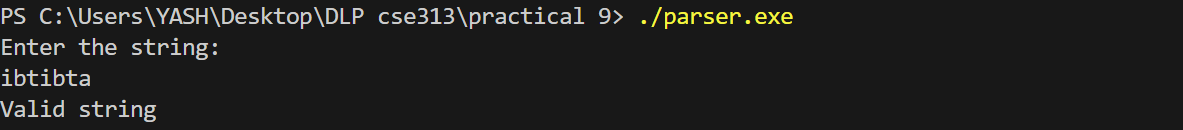 PS C:\Users\YASH\Desktop\DLP cse313\practical 9> ./parser.exe
Enter the string:
ibtibta
Valid string